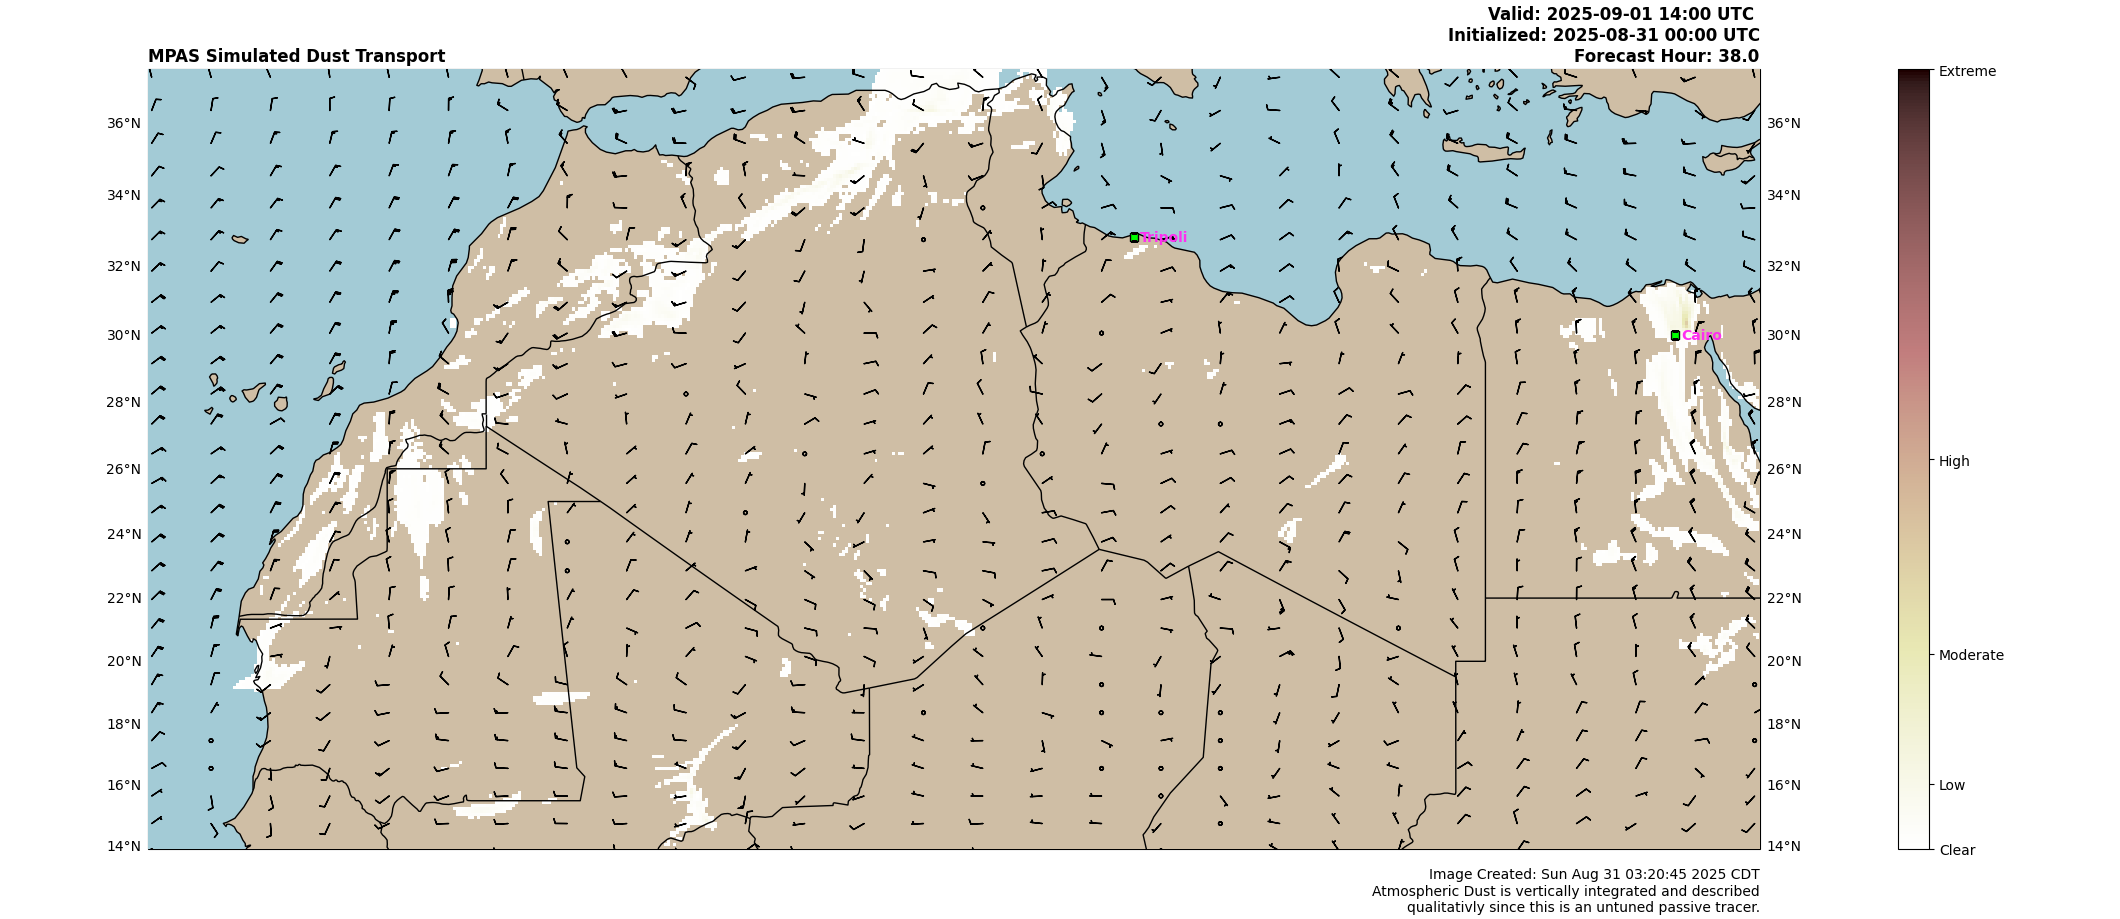 Valid: 2025-09-01 14:00 UTC
Initialized: 2025-08-31 00:00 UTC
MPAS Simulated Dust Transport
Forecast Hour: 38.0
36°N
34°N
32°N
30°N
28°N
26°N
24°N
22°N
20°N
18°N
16°N
14°N
Tripoli
Cairo
36°N
34°N
32°N
30°N
28°N
26°N
24°N
22°N
20°N
18°N
16°N
14°N
Extreme
High
Moderate
Low
Clear
Image Created: Sun Aug 31 03:20:45 2025 CDT
Atmospheric Dust is vertically integrated and described
qualitativly since this is an untuned passive tracer.